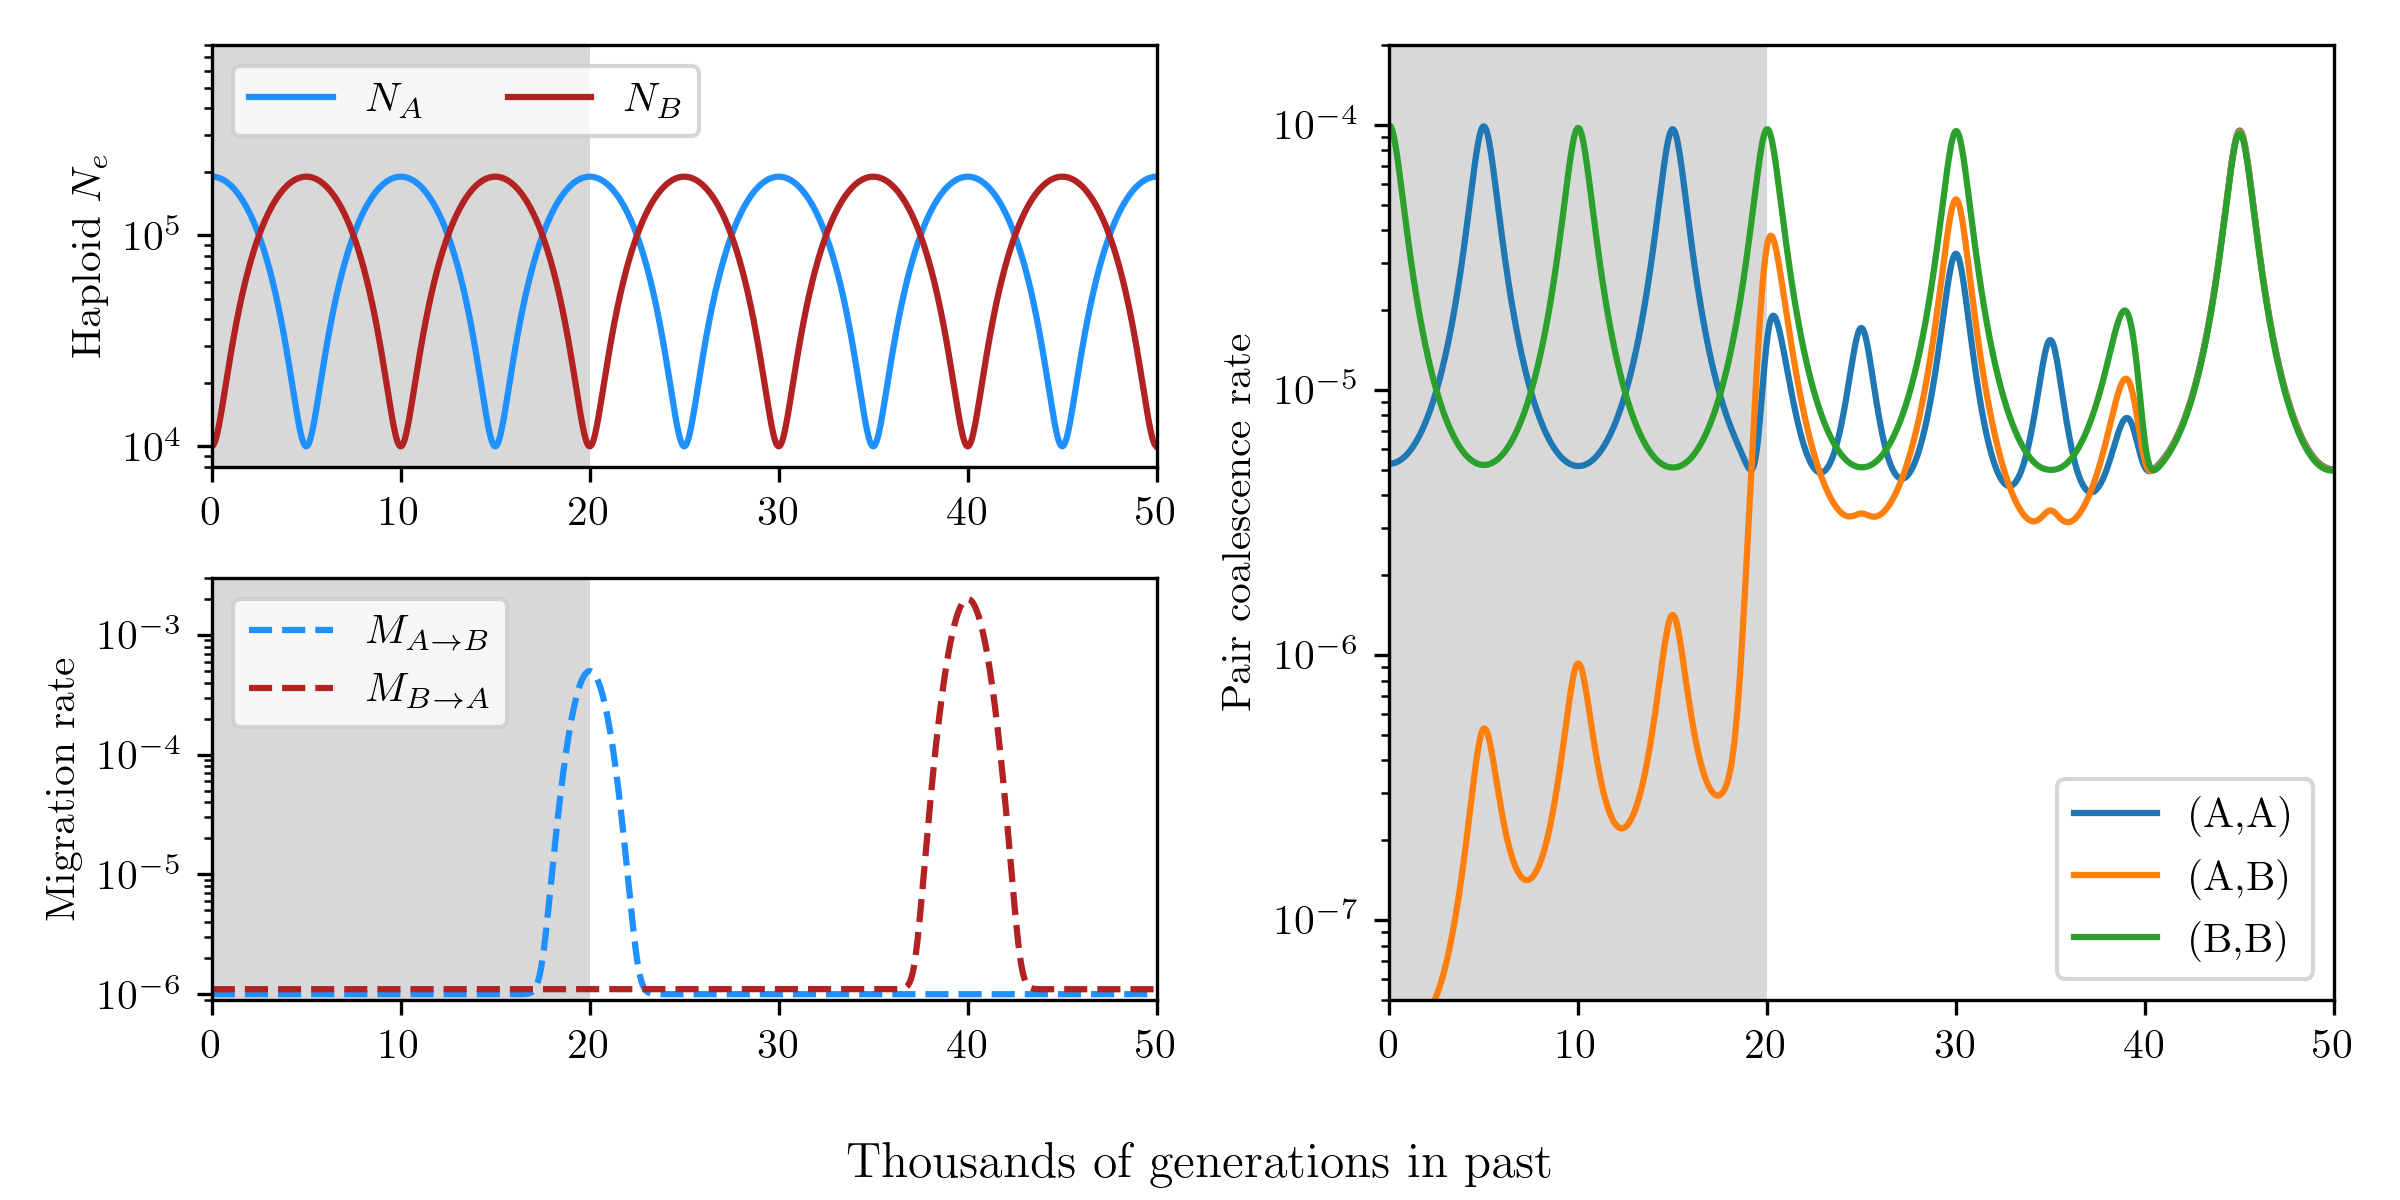 N_A N_B
Haploid N_e
10^5
10^4
0 10 20 30 40 50
M_{A→B}
M_{B→A}
Migration rate
10^{-3}
10^{-4}
10^{-5}
10^{-6}
0 10 20 30 40 50
Pair coalescence rate
10^{-4}
10^{-5}
10^{-6}
10^{-7}
(A,A)
(A,B)
(B,B)
0 10 20 30 40 50
Thousands of generations in past